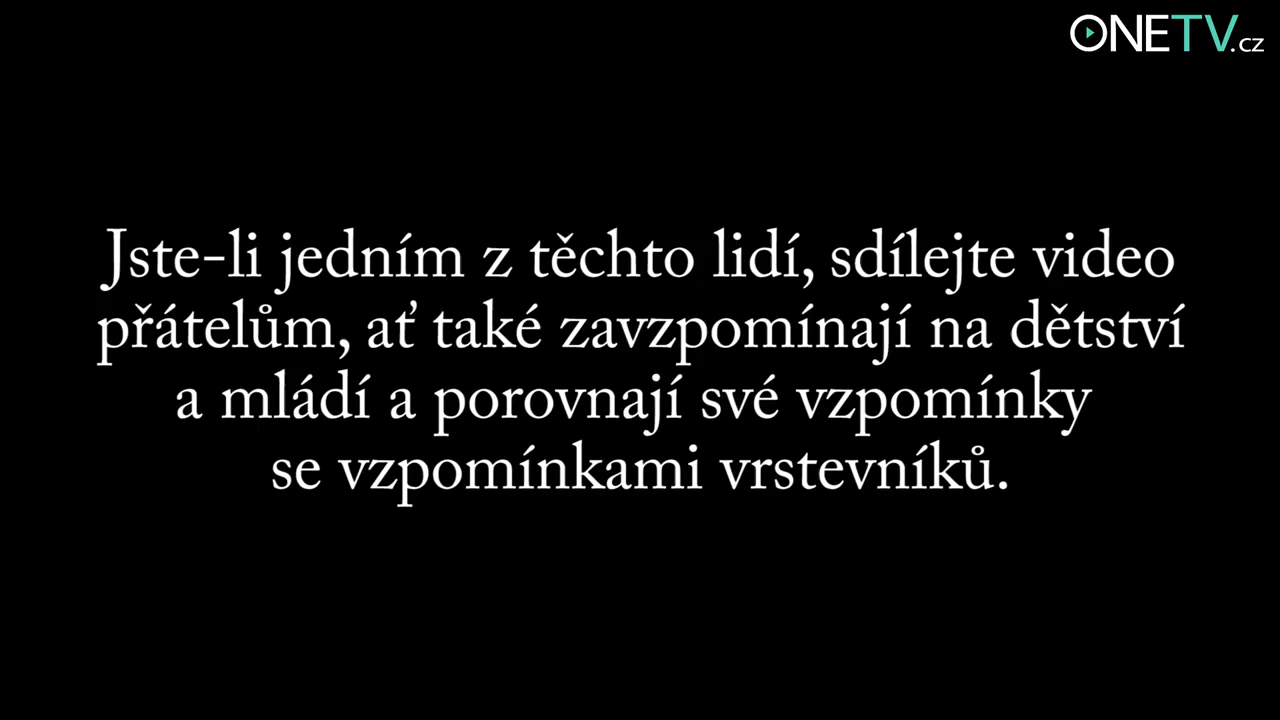 ONETV.cz
Jste-li jedním z těchto lidí, sdílejte video
přátelům, ať také zavzpomínají na dětství
a mládí a porovnají své vzpomínky
se vzpomínkami vrstevníků.